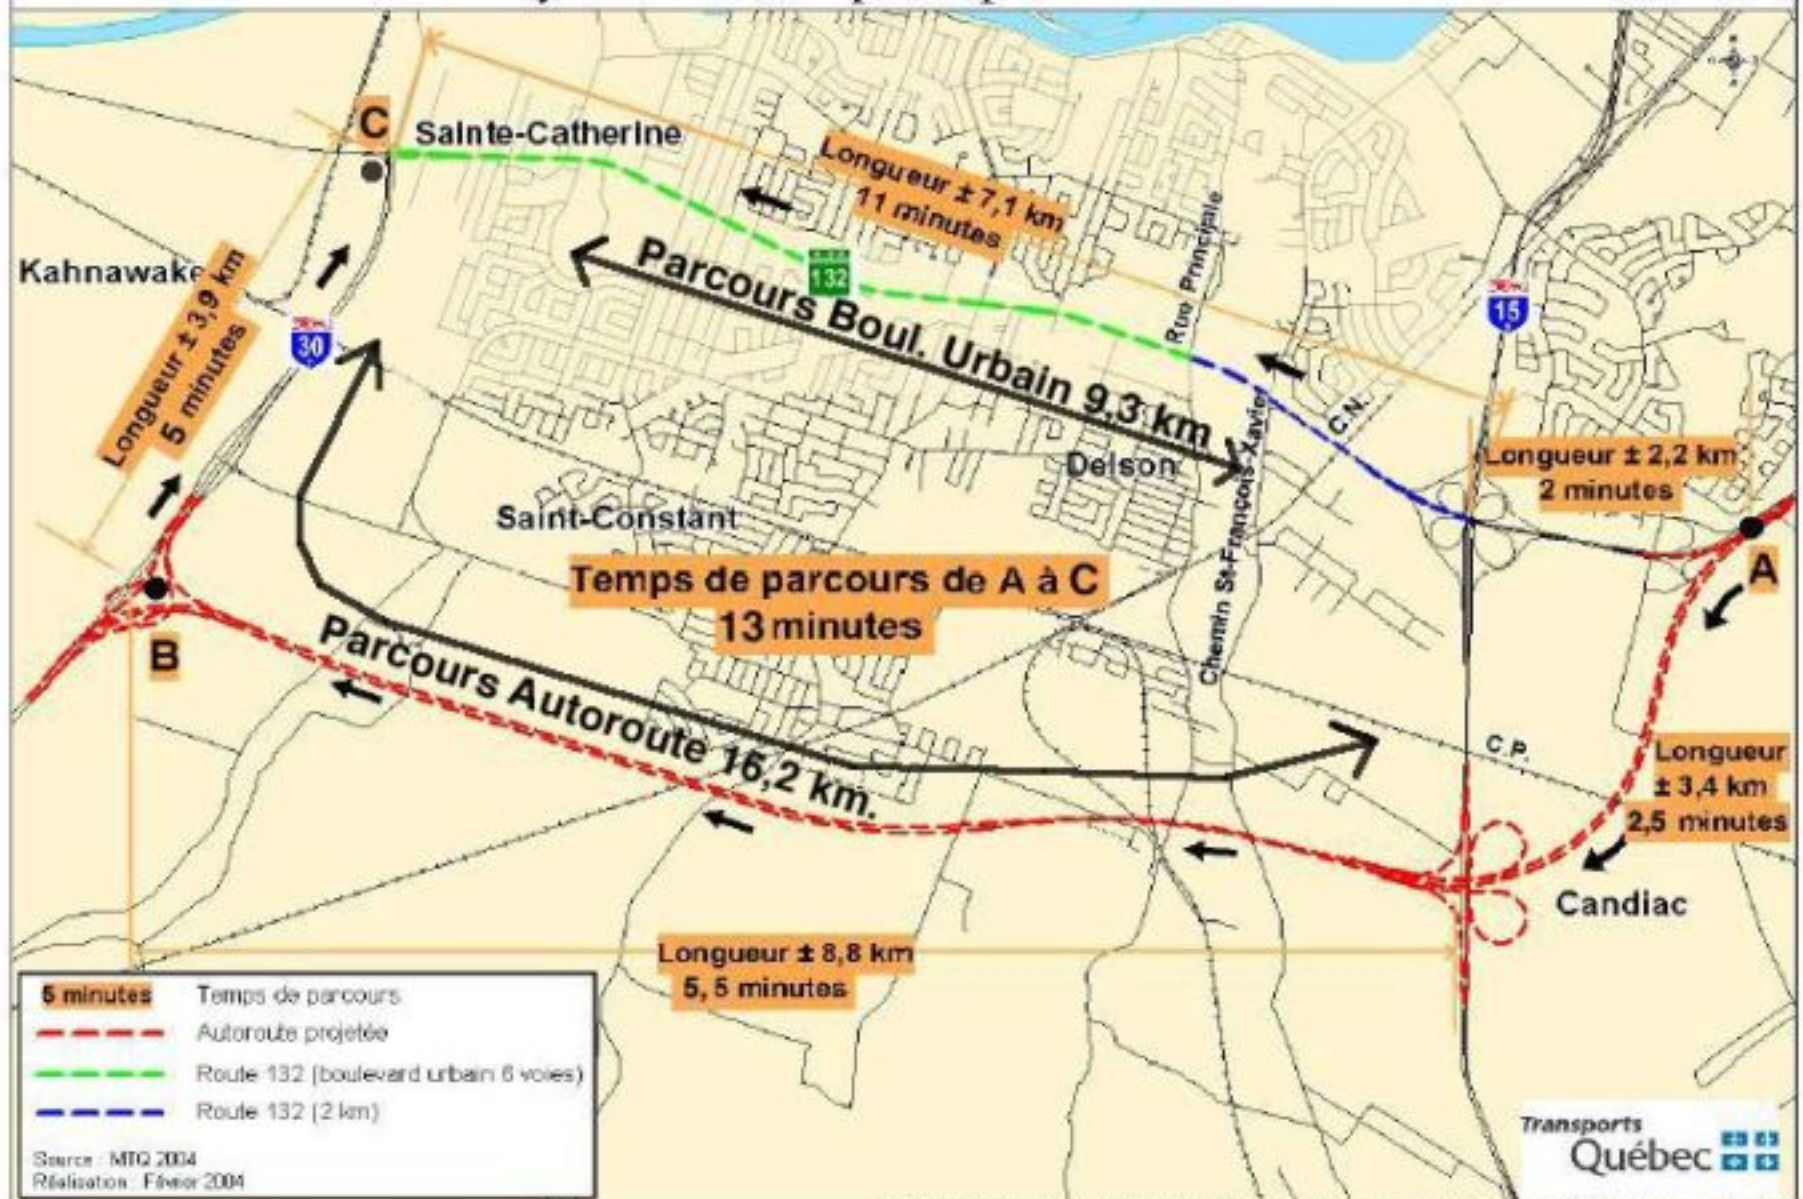 C
Sainte-Catherine
Longueur ± 7,1 km
11 minutes
Kahnawake
Longueur ± 3,9 km
5 minutes
30
132
15
Parcours Boul. Urbain 9,3 km
Principale
C.N.
Delson
Chemin St-François-Xavier
Longueur ± 2,2 km
2 minutes
A
Saint-Constant
Temps de parcours de A à C
13 minutes
B
Parcours Autoroute 16,2 km.
C.P.
Longueur
± 3,4 km
2,5 minutes
Candiac
Longueur ± 8,8 km
5,5 minutes
5 minutes Temps de parcours
Autoroute projetée
Route 132 (boulevard urbain 6 voies)
Route 132 (2 km)
Source : MTQ 2004
Réalisation : Février 2004
Transports
Québec